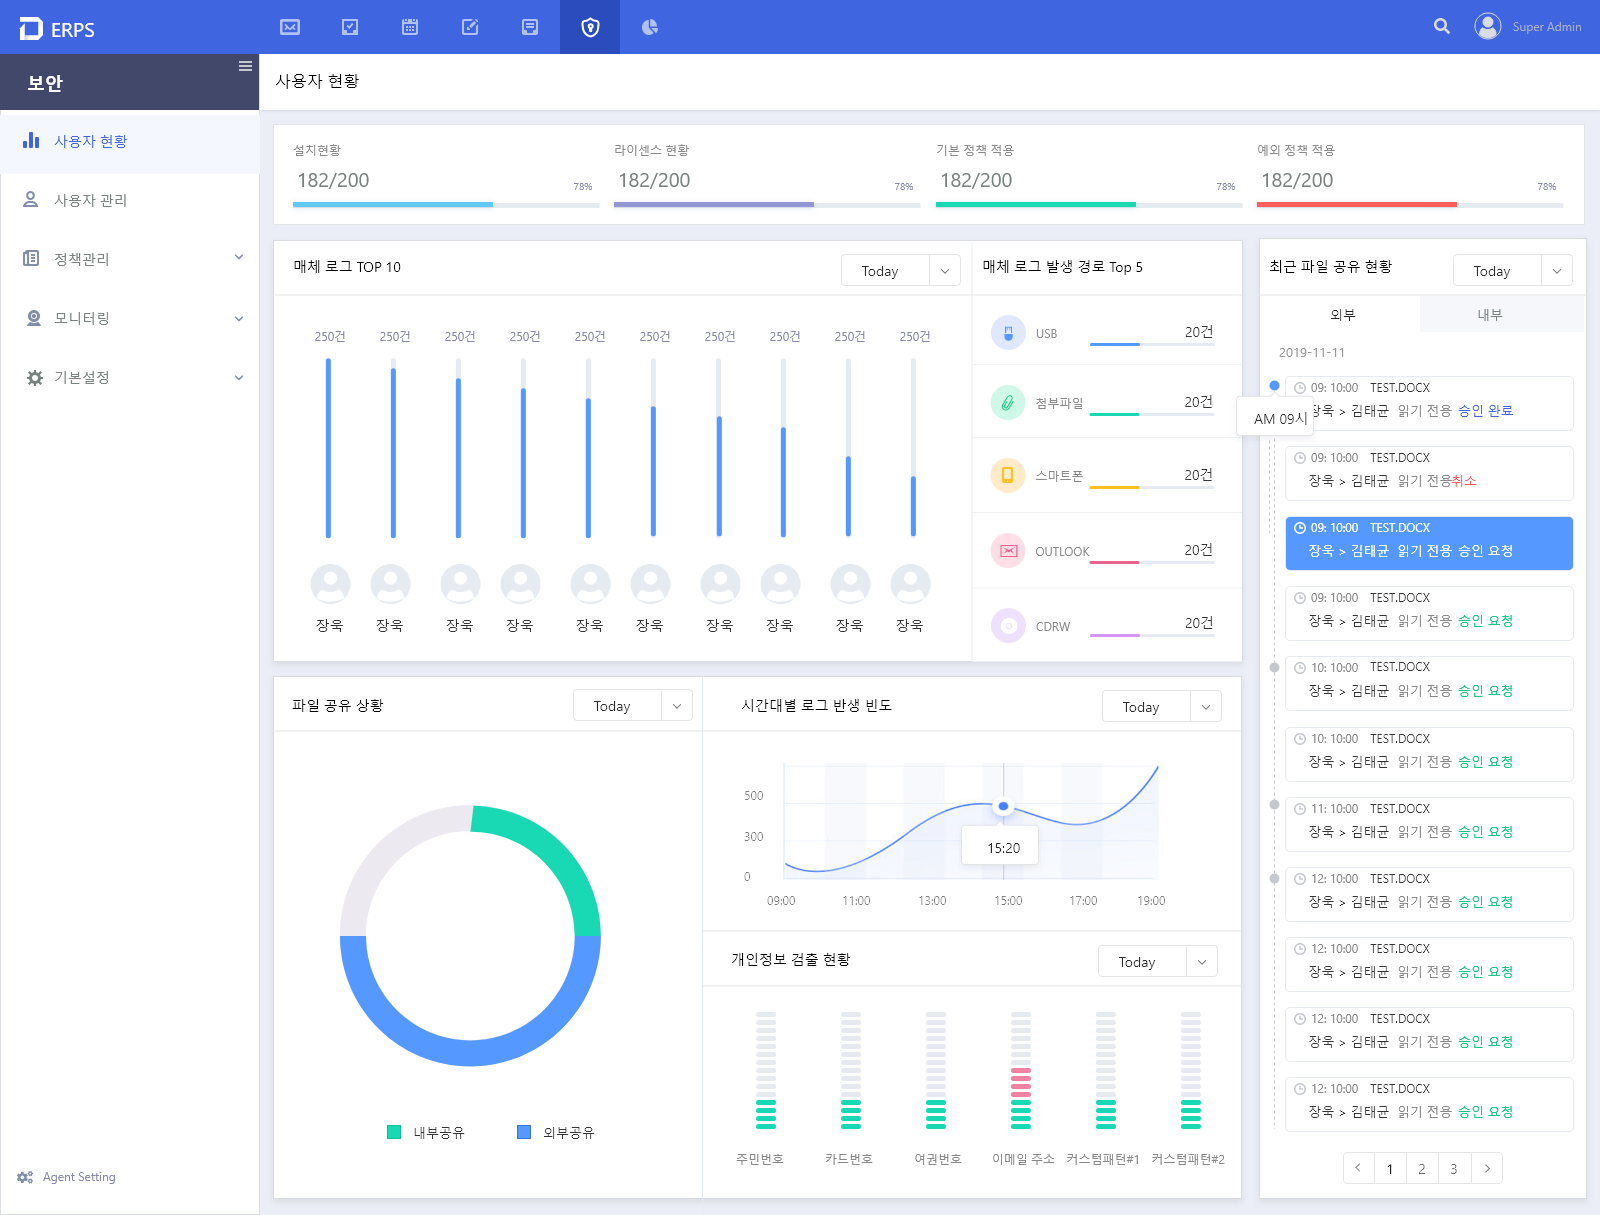 ERPS
Super Admin
보안
사용자 현황
사용자 현황
사용자 관리
정책관리
모니터링
기본설정
Agent Setting
설치현황
182/200
78%
라이센스 현황
182/200
78%
기본 정책 적용
182/200
78%
예외 정책 적용
182/200
78%
매체 로그 TOP 10
Today
250건 250건 250건 250건 250건 250건 250건 250건 250건 250건
장욱 장욱 장욱 장욱 장욱 장욱 장욱 장욱 장욱 장욱
매체 로그 발생 경로 Top 5
USB 20건
첨부파일 20건
스마트폰 20건
OUTLOOK 20건
CDRW 20건
파일 공유 상황
Today
내부공유 외부공유
시간대별 로그 반생 빈도
Today
500
300
0
15:20
09:00 11:00 13:00 15:00 17:00 19:00
개인정보 검출 현황
Today
주민번호 카드번호 여권번호 이메일 주소 커스텀패턴#1 커스텀패턴#2
최근 파일 공유 현황
Today
외부 내부
2019-11-11
09: 10:00 TEST.DOCX
AM 09시
장욱 > 김태균 읽기 전용 승인 완료
09: 10:00 TEST.DOCX
장욱 > 김태균 읽기 전용취소
09: 10:00 TEST.DOCX
장욱 > 김태균 읽기 전용 승인 요청
09: 10:00 TEST.DOCX
장욱 > 김태균 읽기 전용 승인 요청
10: 10:00 TEST.DOCX
장욱 > 김태균 읽기 전용 승인 요청
10: 10:00 TEST.DOCX
장욱 > 김태균 읽기 전용 승인 요청
11: 10:00 TEST.DOCX
장욱 > 김태균 읽기 전용 승인 요청
12: 10:00 TEST.DOCX
장욱 > 김태균 읽기 전용 승인 요청
12: 10:00 TEST.DOCX
장욱 > 김태균 읽기 전용 승인 요청
12: 10:00 TEST.DOCX
장욱 > 김태균 읽기 전용 승인 요청
12: 10:00 TEST.DOCX
장욱 > 김태균 읽기 전용 승인 요청
1 2 3